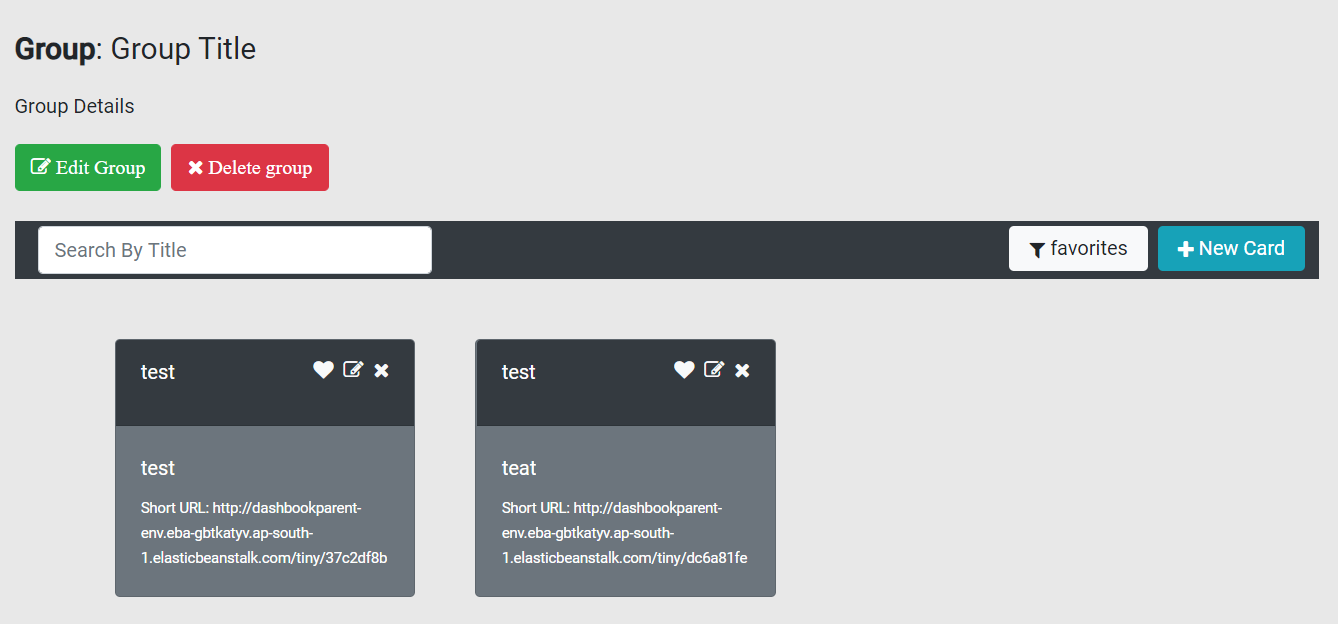 Group: Group Title
Group Details
Edit Group Delete group
Search By Title favorites New Card
test
test
Short URL: http://dashbookparent-
env.eba-gbtkatyv.ap-south-
1.elasticbeanstalk.com/tiny/37c2df8b
test
teat
Short URL: http://dashbookparent-
env.eba-gbtkatyv.ap-south-
1.elasticbeanstalk.com/tiny/dc6a81fe